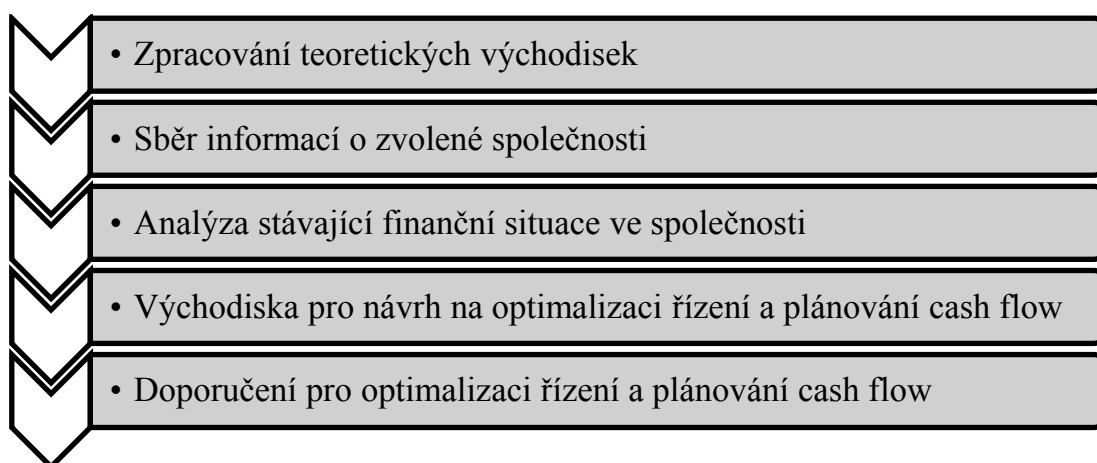 • Zpracování teoretických východisek
• Sběr informací o zvolené společnosti
• Analýza stávající finanční situace ve společnosti
• Východiska pro návrh na optimalizaci řízení a plánování cash flow
• Doporučení pro optimalizaci řízení a plánování cash flow